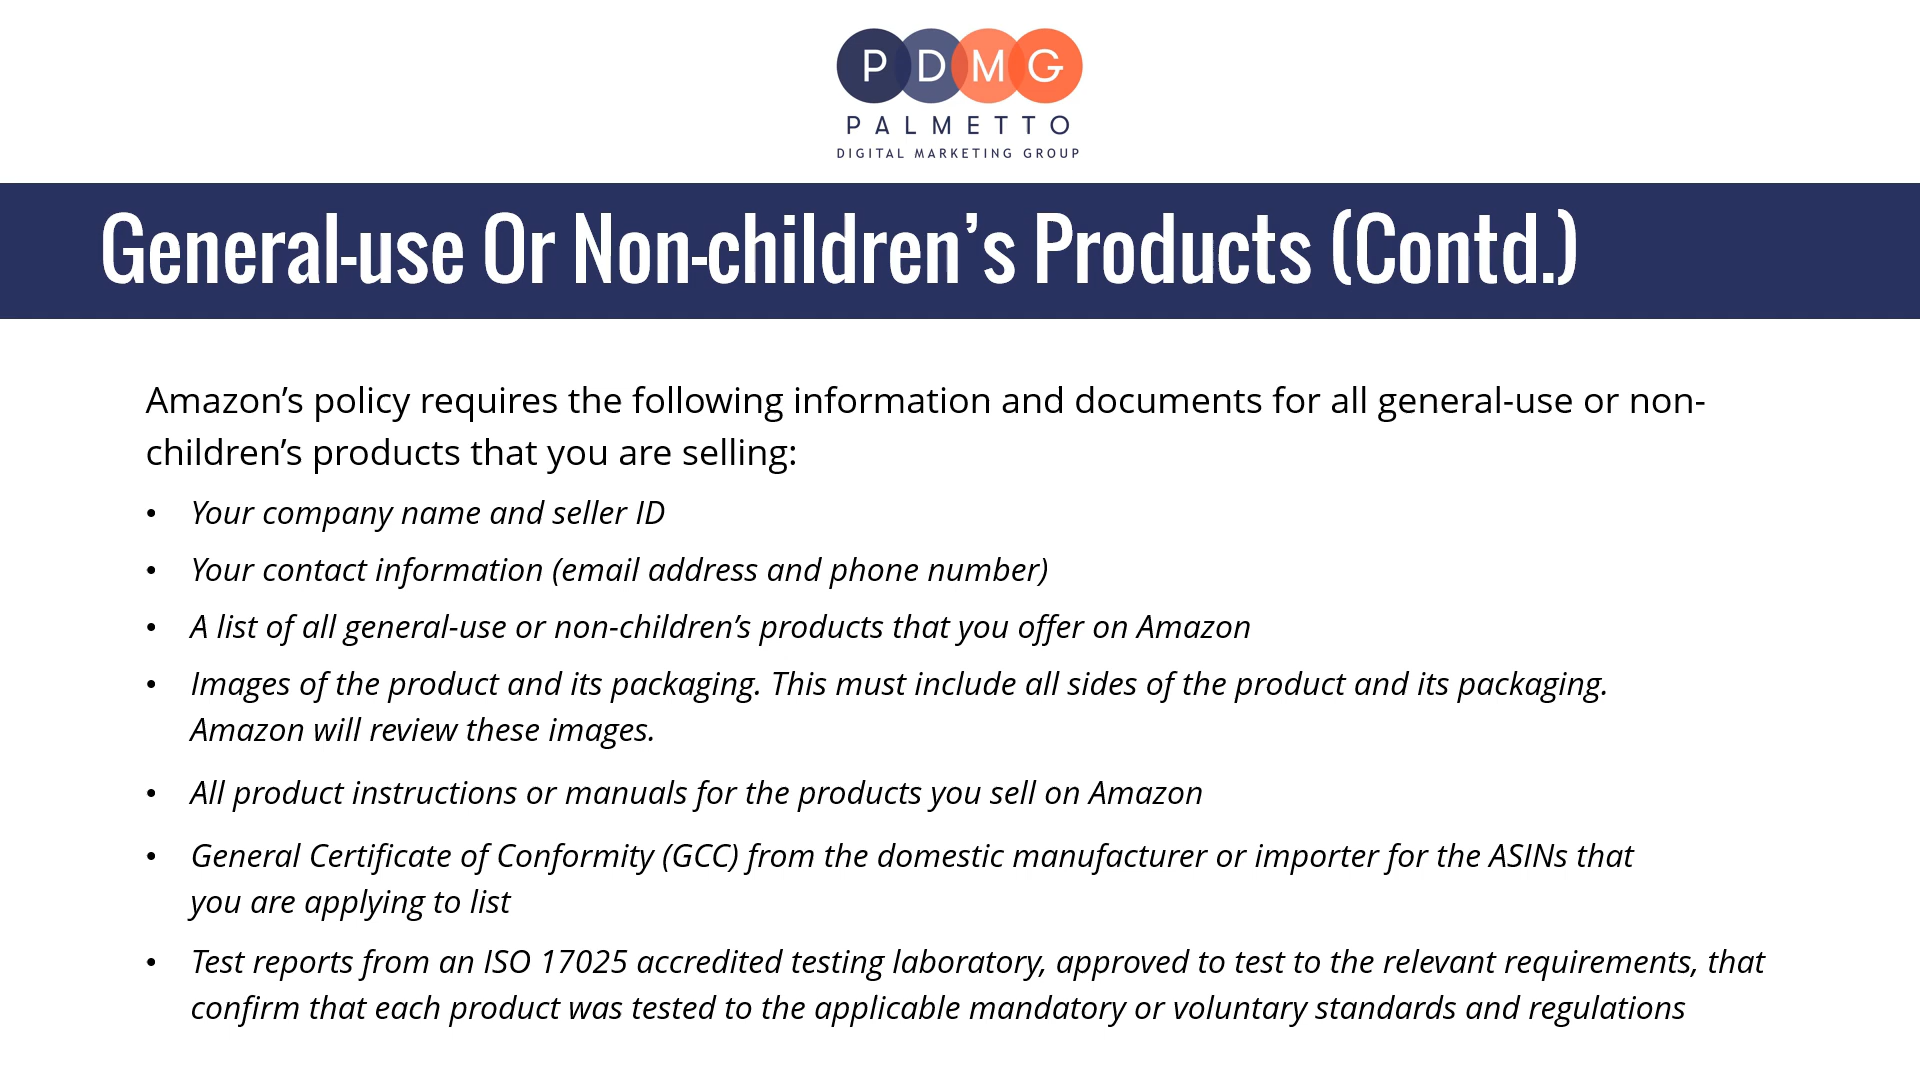 P D M G
PALMETTO
DIGITAL MARKETING GROUP
General-use Or Non-children’s Products (Contd.)
Amazon’s policy requires the following information and documents for all general-use or non-
children’s products that you are selling:
• Your company name and seller ID
• Your contact information (email address and phone number)
• A list of all general-use or non-children’s products that you offer on Amazon
• Images of the product and its packaging. This must include all sides of the product and its packaging.
Amazon will review these images.
• All product instructions or manuals for the products you sell on Amazon
• General Certificate of Conformity (GCC) from the domestic manufacturer or importer for the ASINs that
you are applying to list
• Test reports from an ISO 17025 accredited testing laboratory, approved to test to the relevant requirements, that
confirm that each product was tested to the applicable mandatory or voluntary standards and regulations